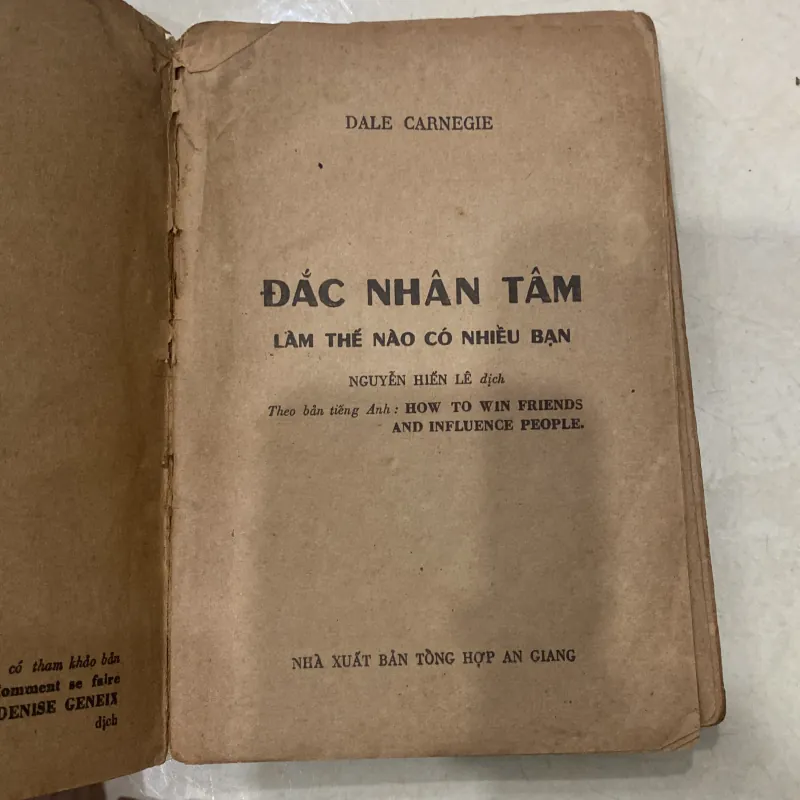 có tham khảo bản
Comment se faire
DENISE GENEIX
dịch
DALE CARNEGIE
ĐẮC NHÂN TÂM
LÀM THẾ NÀO CÓ NHIỀU BẠN
NGUYỄN HIẾN LÊ dịch
Theo bản tiếng Anh : HOW TO WIN FRIENDS
AND INFLUENCE PEOPLE.
NHÀ XUẤT BẢN TỔNG HỢP AN GIANG